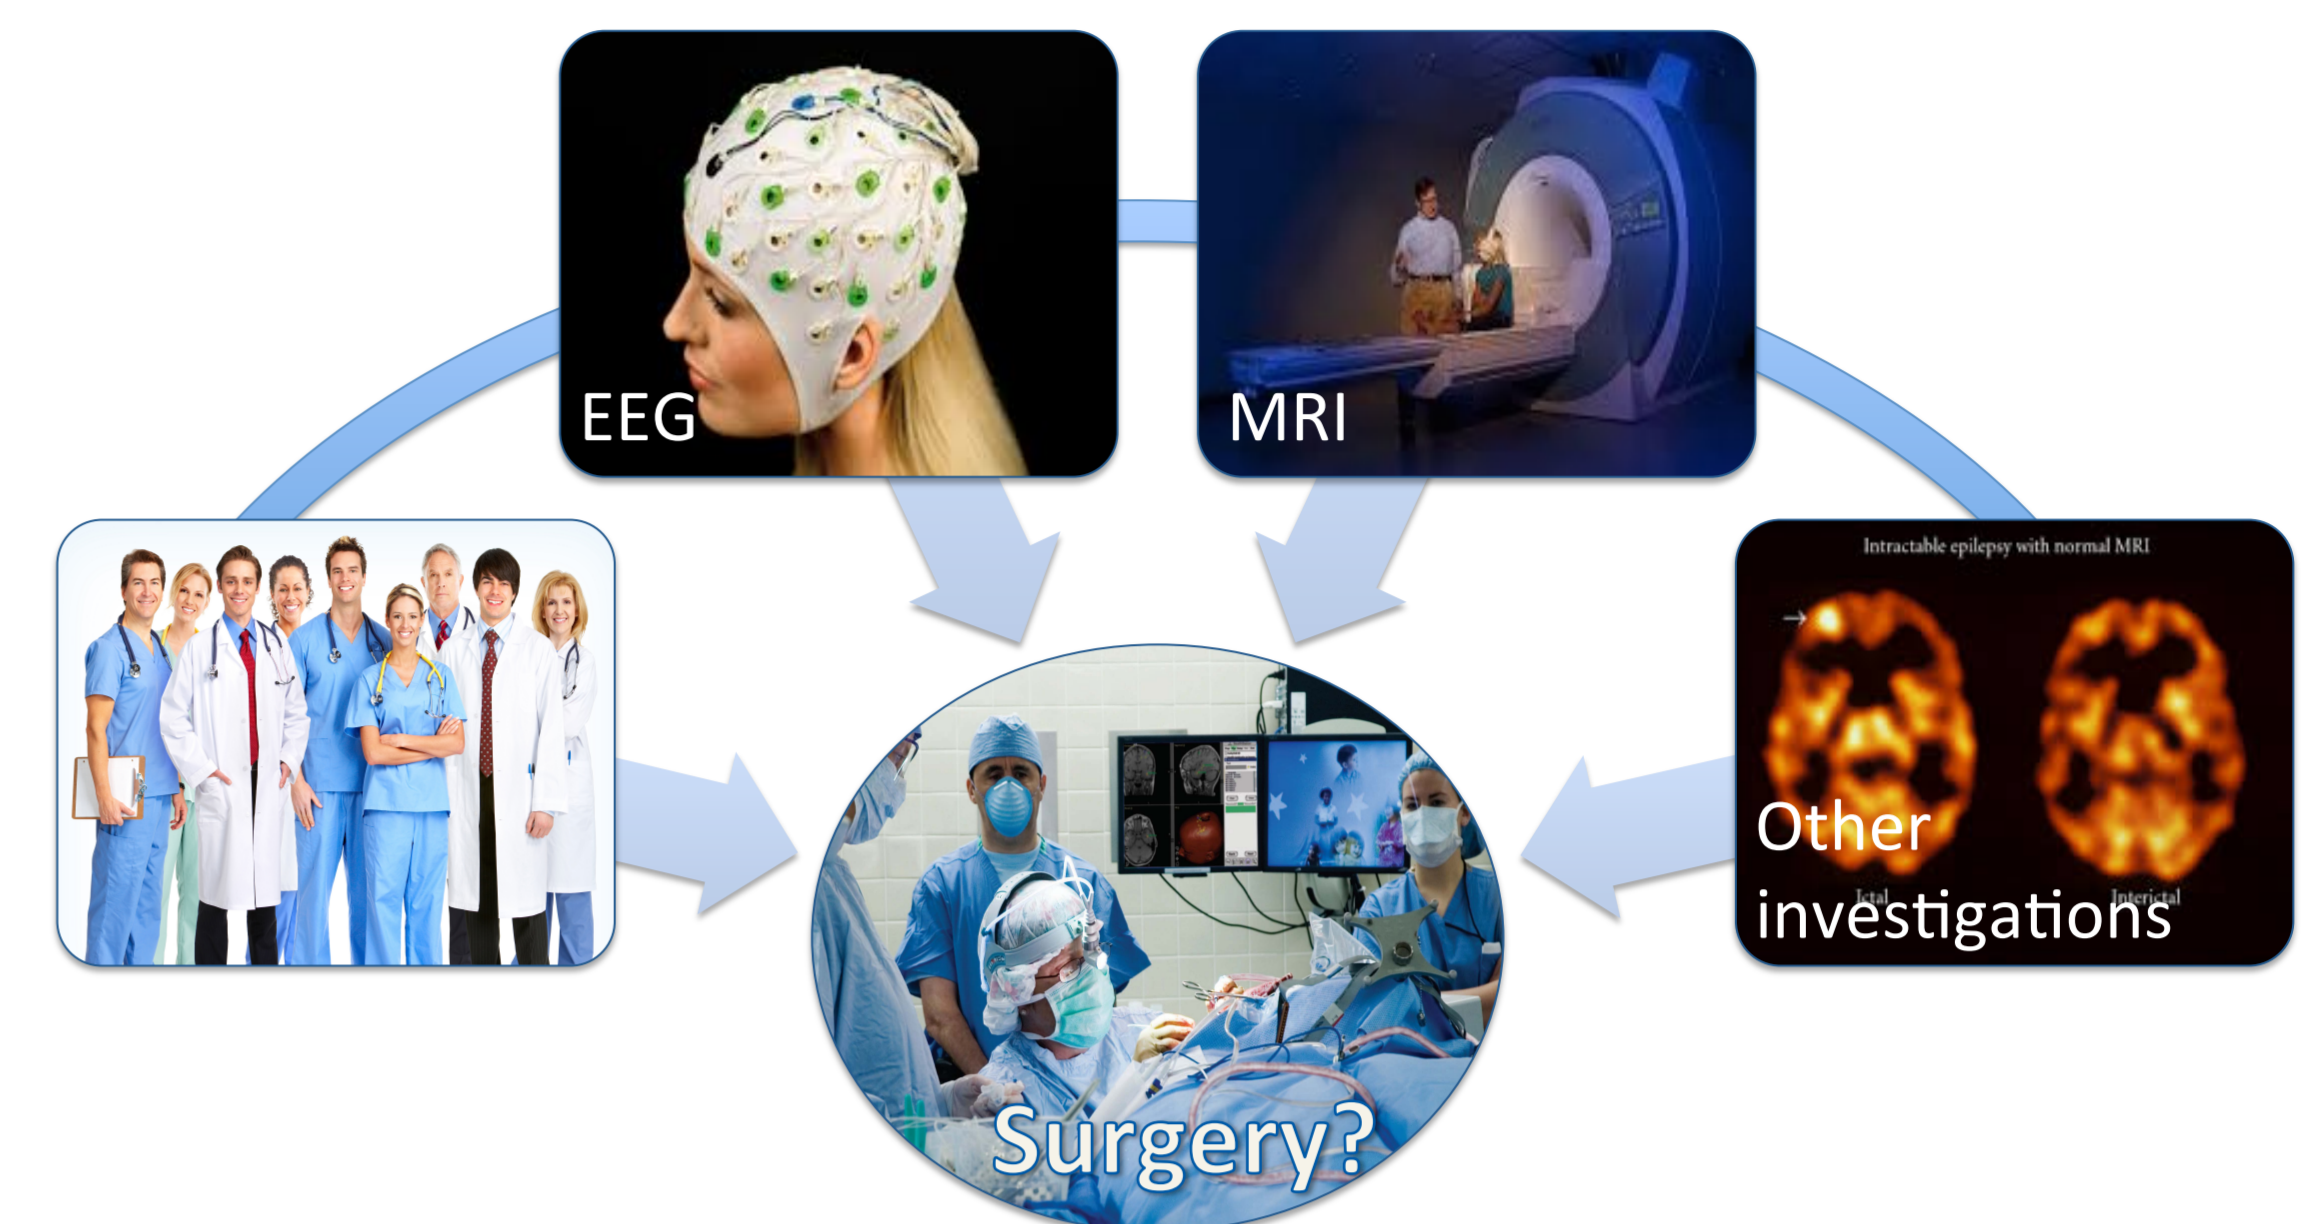 EEG
MRI
Intractable epilepsy with normal MRI
Ictal
Interictal
Other
investigations
Surgery?